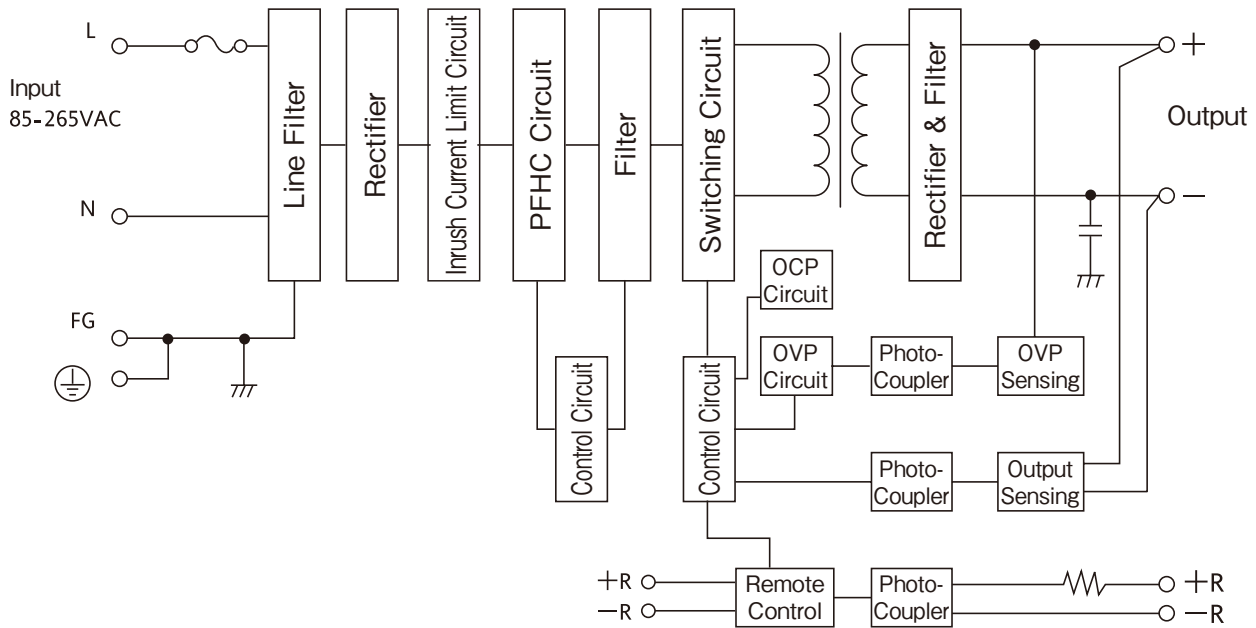 L
Input
85-265VAC
N
FG
Line Filter
Rectifier
Inrush Current Limit Circuit
PFHC Circuit
Filter
Switching Circuit
Rectifier & Filter
+
Output
−
Control Circuit
Control Circuit
OCP
Circuit
OVP
Circuit
Photo-
Coupler
OVP
Sensing
Photo-
Coupler
Output
Sensing
+R
−R
Remote
Control
Photo-
Coupler
+R
−R